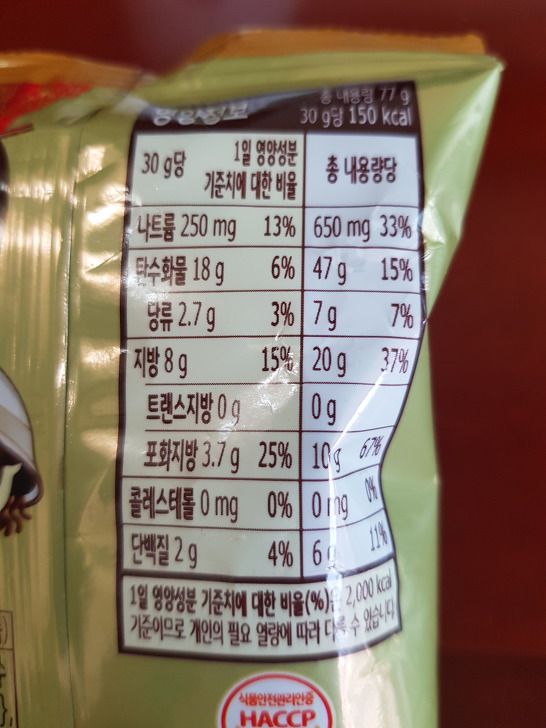 영양정보
총 내용량 77 g
30 g당 150 kcal
30 g당
1일 영양성분
기준치에 대한 비율
총 내용량당
나트륨 250 mg 13% 650 mg 33%
탄수화물 18 g 6% 47 g 15%
당류 2.7 g 3% 7 g 7%
지방 8 g 15% 20 g 37%
트랜스지방 0 g 0 g
포화지방 3.7 g 25% 10 g 67%
콜레스테롤 0 mg 0% 0 mg 0%
단백질 2 g 4% 6 g 11%
1일 영양성분 기준치에 대한 비율(%)은 2,000 kcal
기준이므로 개인의 필요 열량에 따라 다를 수 있습니다
식품안전관리인증
HACCP